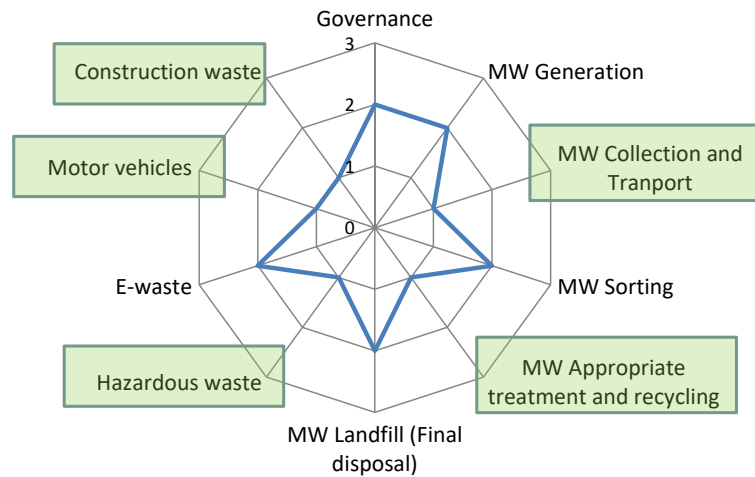 Governance
3
Construction waste
MW Generation
2
Motor vehicles
MW Collection and
Tranport
1
0
E-waste
MW Sorting
Hazardous waste
MW Appropriate
treatment and recycling
MW Landfill (Final
disposal)